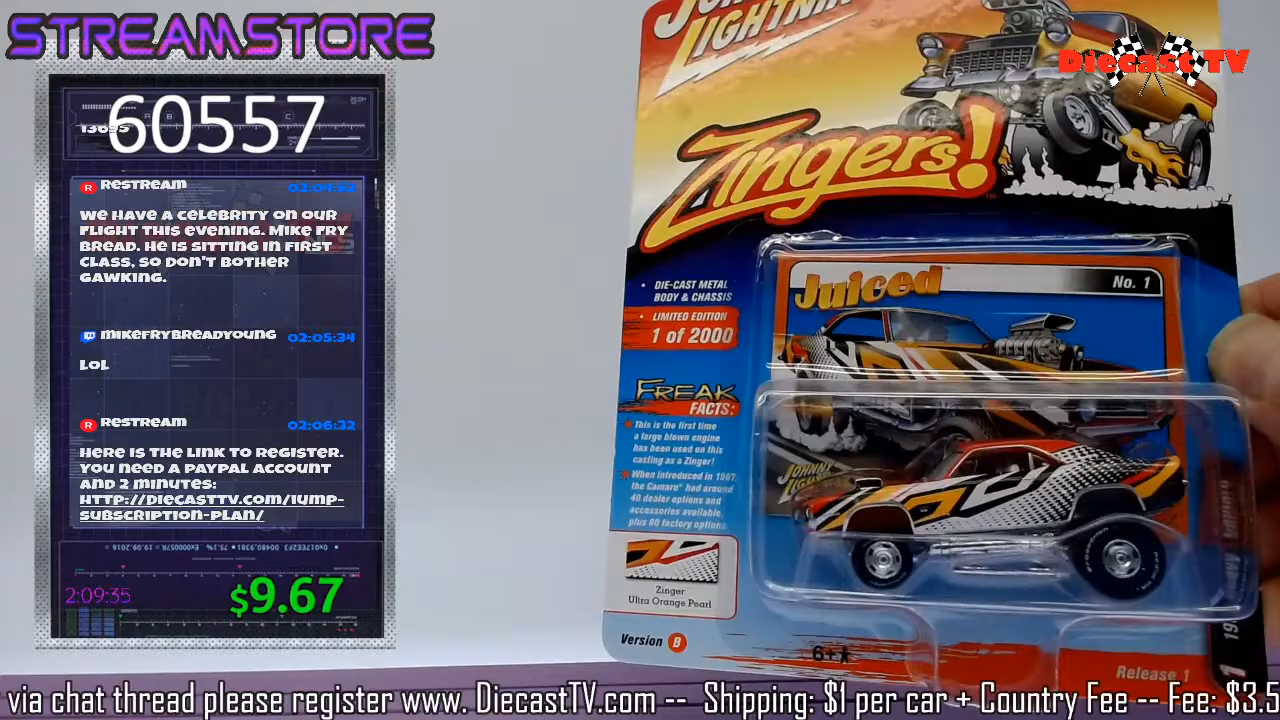 STREAMSTORE
60557
RESTREAM
WE HAVE A CELEBRITY ON OUR
FLIGHT THIS EVENING. MIKE FRY
BREAD. HE IS SITTING IN FIRST
CLASS. SO DON'T BOTHER
GAWKING.
MIKEFRYBREADYOUNG 02:05:34
LOL
RESTREAM 02:06:32
HERE IS THE LINK TO REGISTER.
YOU NEED A PAYPAL ACCOUNT
AND 2 MINUTES:
HTTP://DIECASTTV.COM/1UMP-
SUBSCRIPTION-PLAN/
2:09:35
$9.67
LIGHTNING
Diecast TV
Zingers!
• DIE-CAST METAL
BODY & CHASSIS
• LIMITED EDITION
1 of 2000
FREAK
FACTS:
This is the first time
a large blown engine
has been used on this
casting as a Zinger!
When introduced in 1967,
the Camaro® had around
40 dealer options and
accessories available,
plus 80 factory options
Juiced™
No. 1
JOHNNY
LIGHTNING
Zinger
Ultra Orange Pearl
Version B
Release 1
via chat thread please register www. DiecastTV.com -- Shipping: $1 per car + Country Fee -- Fee: $3.5